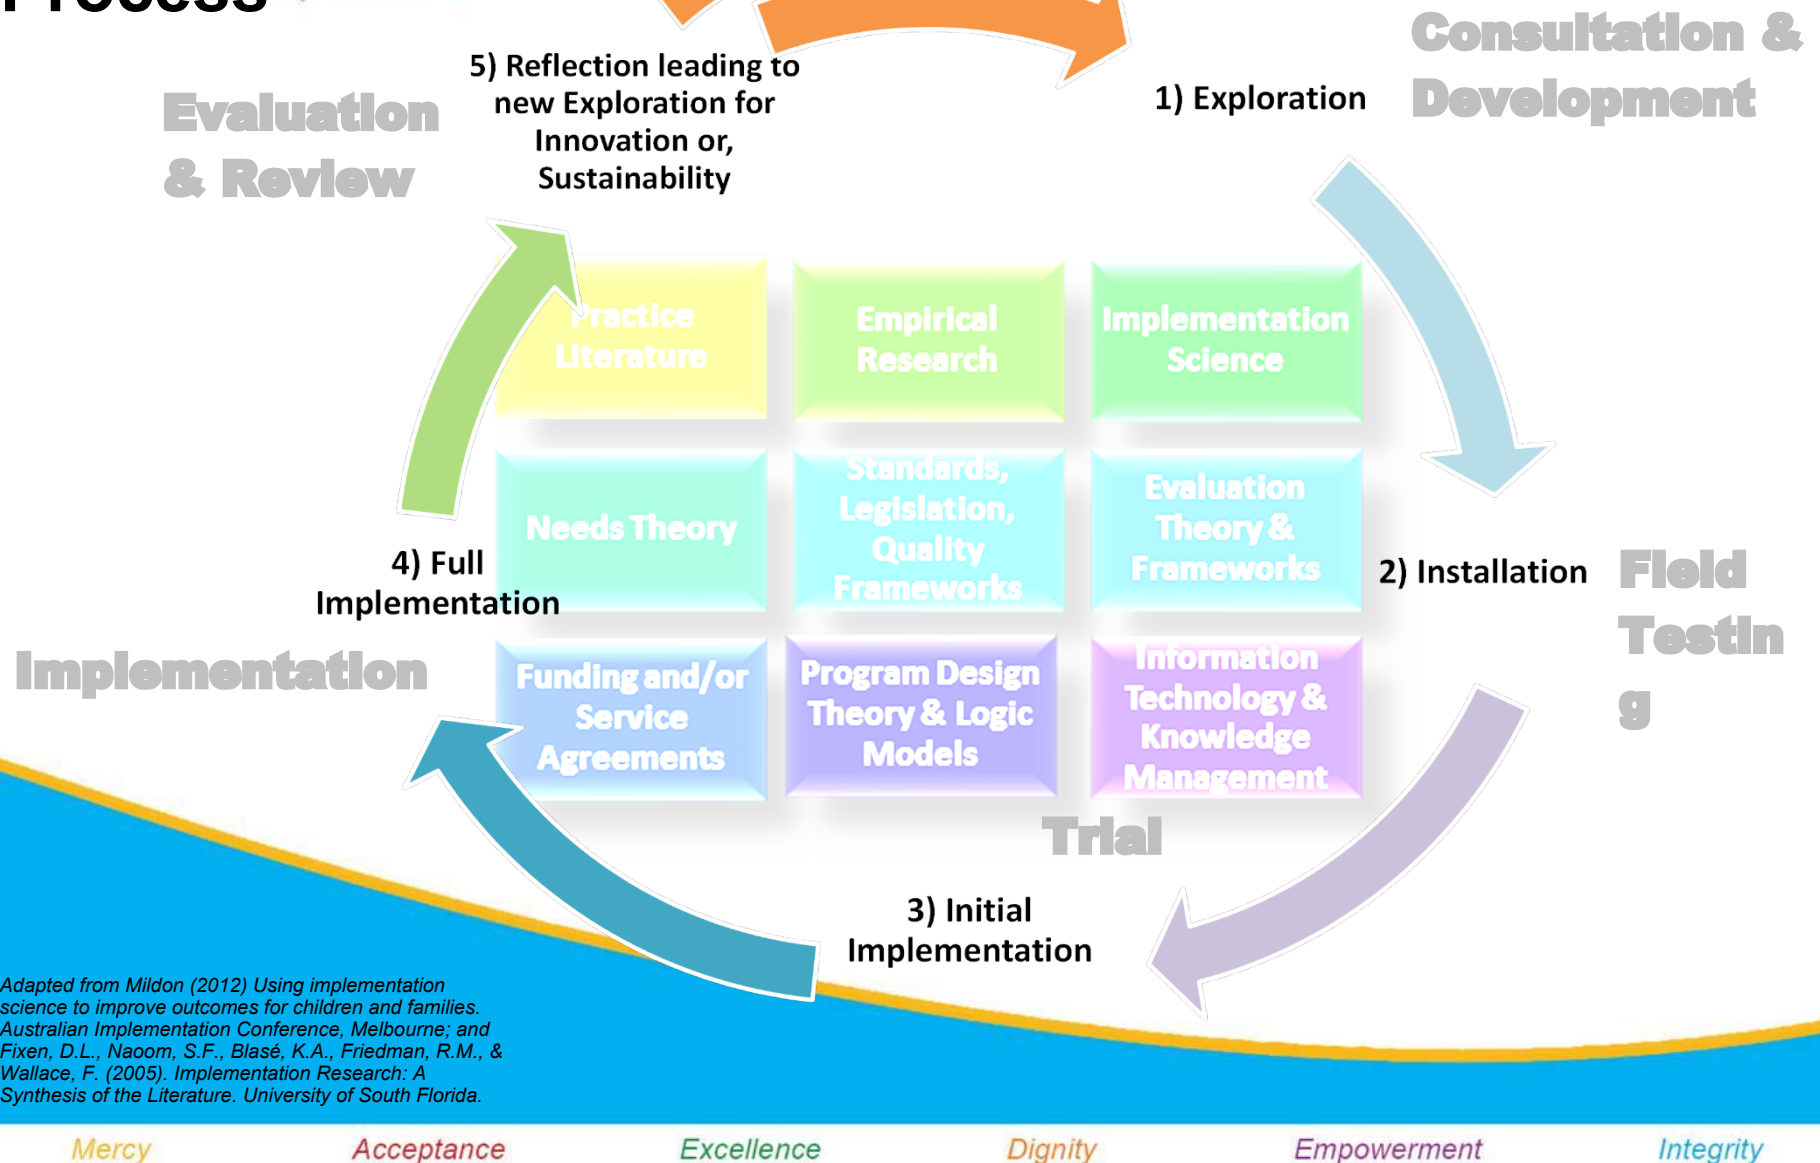 Process
Consultation &
Development
5) Reflection leading to
new Exploration for
Innovation or,
Sustainability
1) Exploration
Evaluation
& Review
Practice
Literature
Empirical
Research
Implementation
Science
Needs Theory
Standards,
Legislation,
Quality
Frameworks
Evaluation
Theory &
Frameworks
2) Installation
Field
Testin
g
4) Full
Implementation
Implementation
Funding and/or
Service
Agreements
Program Design
Theory & Logic
Models
Information
Technology &
Knowledge
Management
Trial
3) Initial
Implementation
Adapted from Mildon (2012) Using implementation
science to improve outcomes for children and families.
Australian Implementation Conference, Melbourne; and
Fixen, D.L., Naoom, S.F., Blasé, K.A., Friedman, R.M., &
Wallace, F. (2005). Implementation Research: A
Synthesis of the Literature. University of South Florida.
Mercy Acceptance Excellence Dignity Empowerment Integrity